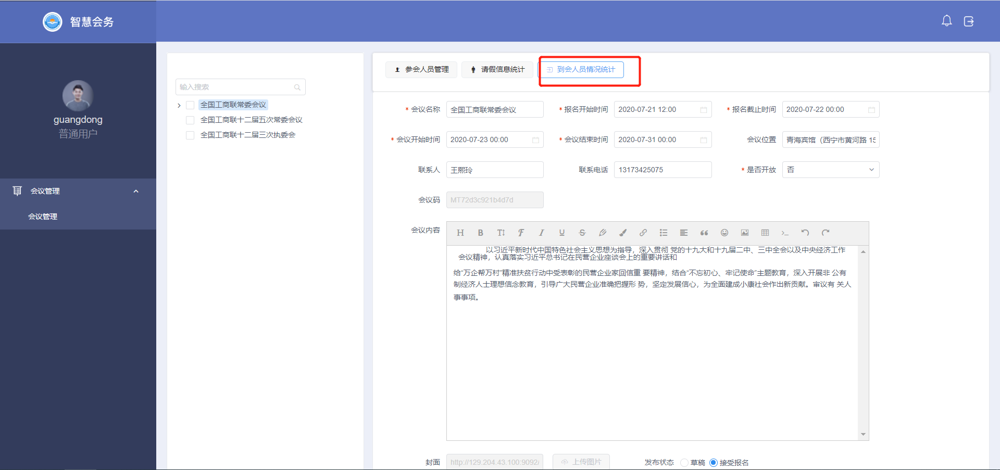 智慧会务
guangdong
普通用户
会议管理
会议管理
输入搜索
全国工商联常委会议
全国工商联十二届五次常委会议
全国工商联十二届三次执委会
参会人员管理
请假信息统计
到会人员情况统计
* 会议名称 全国工商联常委会议 * 报名开始时间 2020-07-21 12:00 * 报名截止时间 2020-07-22 00:00
* 会议开始时间 2020-07-23 00:00 * 会议结束时间 2020-07-31 00:00 会议位置 青海宾馆（西宁市黄河路 15
联系人 王熙玲 联系电话 13173425075 * 是否开放 否
会议码 MT72d3c921b4d7d
会议内容
以习近平新时代中国特色社会主义思想为指导，深入贯彻 党的十九大和十九届二中、三中全会以及中央经济工作
会议精神，认真落实习近平总书记在民营企业座谈会上的重要讲话和
给“万企帮万村”精准扶贫行动中受表彰的民营企业家回信重 要精神，结合“不忘初心、牢记使命”主题教育，深入开展非 公有
制经济人士理想信念教育，引导广大民营企业准确把握形 势，坚定发展信心，为全面建成小康社会作出新贡献。审议有 关人
事事项。
封面 http://129.204.43.100:9092/ 上传图片 发布状态 草稿 接受报名